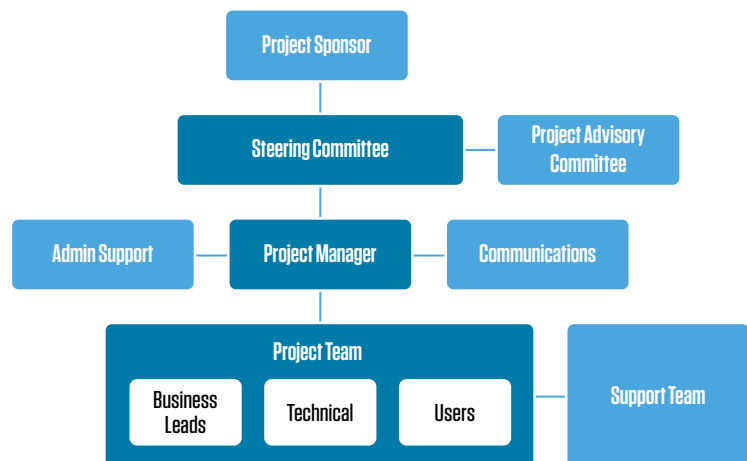 Project Sponsor
Steering Committee
Project Advisory
Committee
Admin Support
Project Manager
Communications
Project Team
Business
Leads
Technical
Users
Support Team